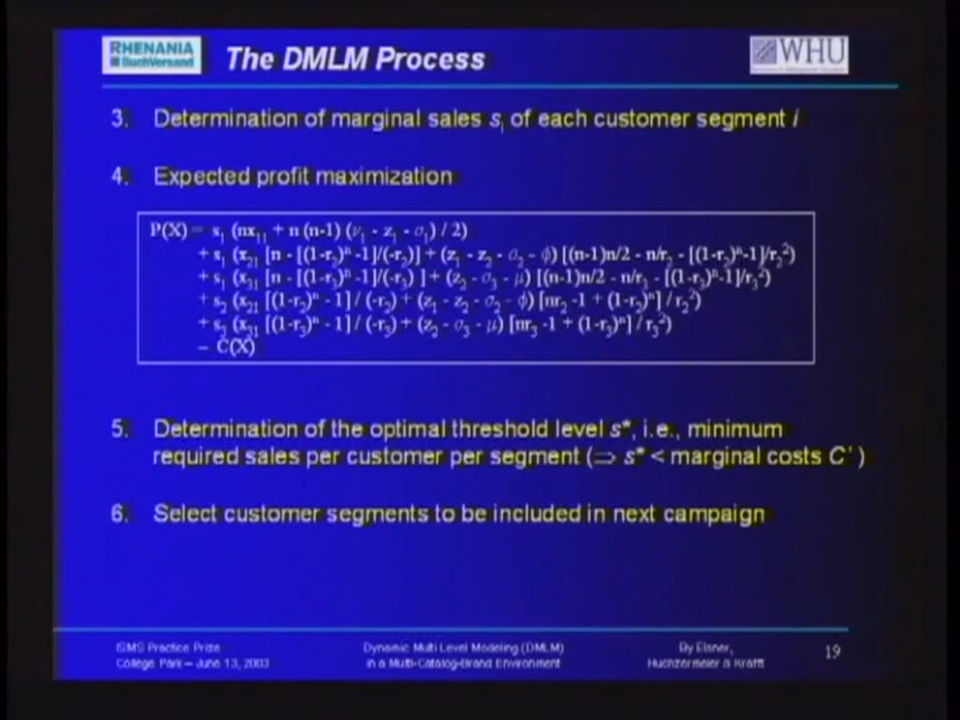 RHENANIA
BuchVersand
The DMLM Process
WHU
3. Determination of marginal sales sᵢ of each customer segment i
4. Expected profit maximization
P(X) = s₁ (nx₁₁ + n (n-1) (ν₁ - z₁ - σ₁) / 2)
+ s₁ (x₂₁ [n - [(1-r₂)ⁿ -1]/(-r₂)] + (z₁ - z₂ - σ₂ - ϕ) [(n-1)n/2 - n/r₂ - [(1-r₂)ⁿ-1]/r₂²)
+ s₁ (x₃₁ [n - [(1-r₃)ⁿ -1]/(-r₃) ] + (z₂ - σ₃ - μ) [(n-1)n/2 - n/r₃ - [(1-r₃)ⁿ-1]/r₃²)
+ s₂ (x₂₁ [(1-r₂)ⁿ - 1] / (-r₂) + (z₁ - z₂ - σ₂ - ϕ) [nr₂ -1 + (1-r₂)ⁿ] / r₂²)
+ s₃ (x₃₁ [(1-r₃)ⁿ - 1] / (-r₃) + (z₂ - σ₃ - μ) [nr₃ -1 + (1-r₃)ⁿ] / r₃²)
– C(X)
5. Determination of the optimal threshold level s*, i.e., minimum
required sales per customer per segment (⇒ s* < marginal costs C' )
6. Select customer segments to be included in next campaign
ISMS Practice Prize
College Park – June 13, 2003
Dynamic Multi Level Modeling (DMLM)
in a Multi-Catalog-Brand Environment
By Elsner,
Huchzermeier & Krafft
19